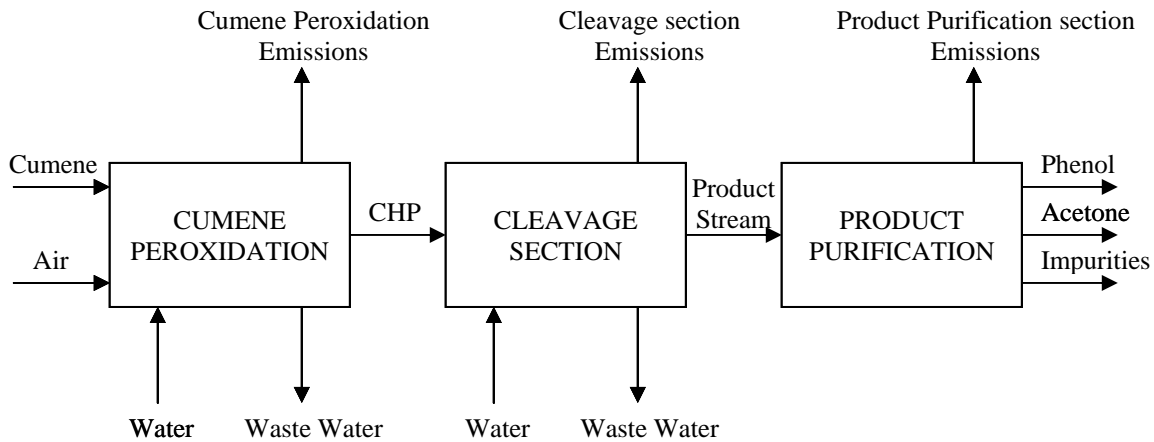 Cumene Peroxidation
Emissions
Cleavage section
Emissions
Product Purification section
Emissions
Cumene
Air
CUMENE
PEROXIDATION
CHP
CLEAVAGE
SECTION
Product
Stream
PRODUCT
PURIFICATION
Phenol
Acetone
Impurities
Water
Waste Water
Water
Waste Water